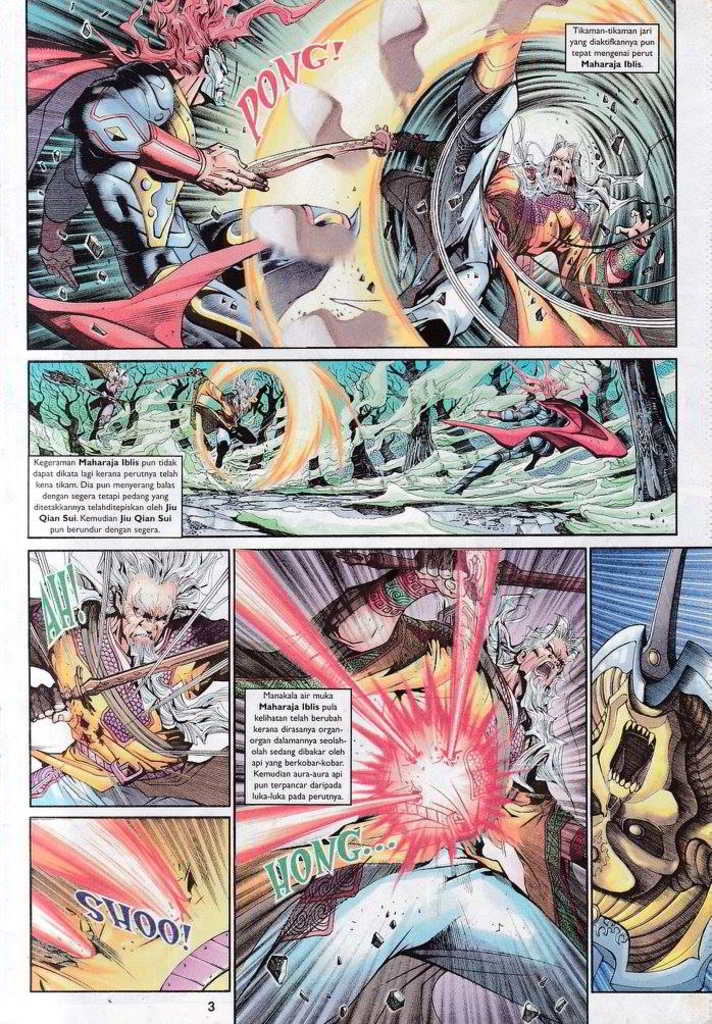 Tikaman-tikaman jari
yang diaktifkannya pun
tepat mengenai perut
Maharaja Iblis.
PONG!
Kegeraman Maharaja Iblis pun tidak
dapat dikata lagi kerana perutnya telah
kena tikam. Dia pun menyerang balas
dengan segera tetapi pedang yang
ditetakkannya telahditepiskan oleh Jiu
Qian Sui. Kemudian Jiu Qian Sui
pun berundur dengan segera.
AH!
Manakala air muka
Maharaja Iblis pula
kelihatan telah berubah
kerana dirasanya organ-
organ dalamannya seolah-
olah sedang dibakar oleh
api yang berkobar-kobar.
Kemudian aura-aura api
pun terpancar daripada
luka-luka pada perutnya.
HONG...
SHOO!
3